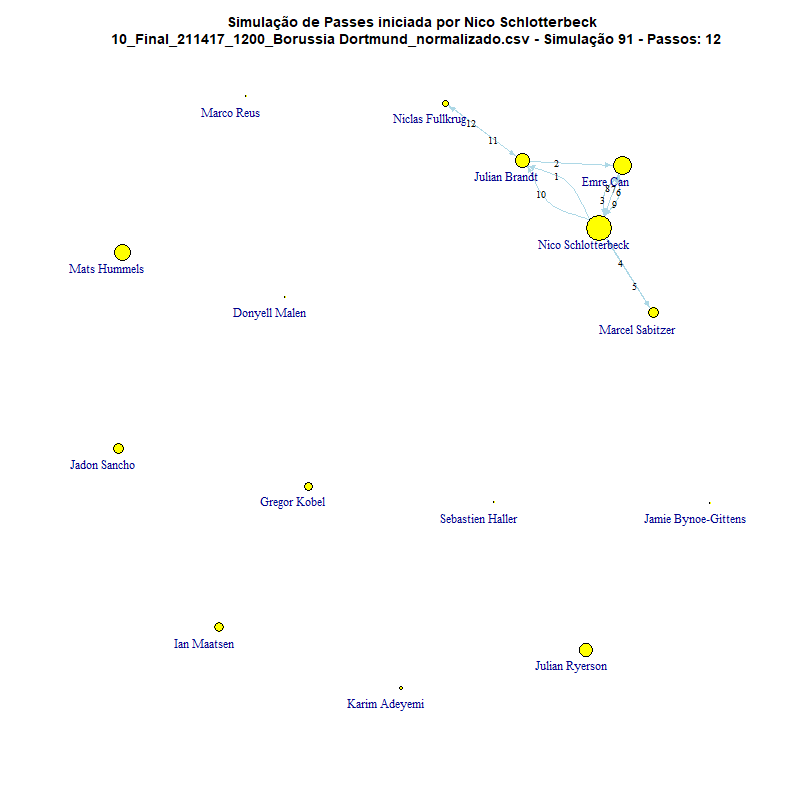 Simulação de Passes iniciada por Nico Schlotterbeck
10_Final_211417_1200_Borussia Dortmund_normalizado.csv - Simulação 91 - Passos: 12
Marco Reus
Niclas Fullkrug
12
11
Julian Brandt
2
1
Emre Can
8
7
6
3
9
10
Nico Schlotterbeck
Mats Hummels
4
5
Donyell Malen
Marcel Sabitzer
Jadon Sancho
Gregor Kobel
Sebastien Haller
Jamie Bynoe-Gittens
Ian Maatsen
Julian Ryerson
Karim Adeyemi